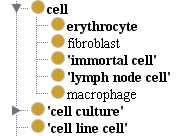 cell
erythrocyte
fibroblast
'immortal cell'
'lymph node cell'
macrophage
'cell culture'
'cell line cell'